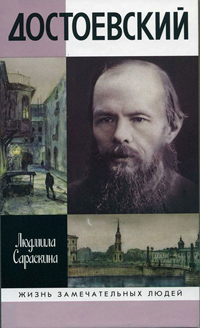 ДОСТОЕВСКИЙ
Людмила
Сараскина
ЖИЗНЬ ЗАМЕЧАТЕЛЬНЫХ ЛЮДЕЙ